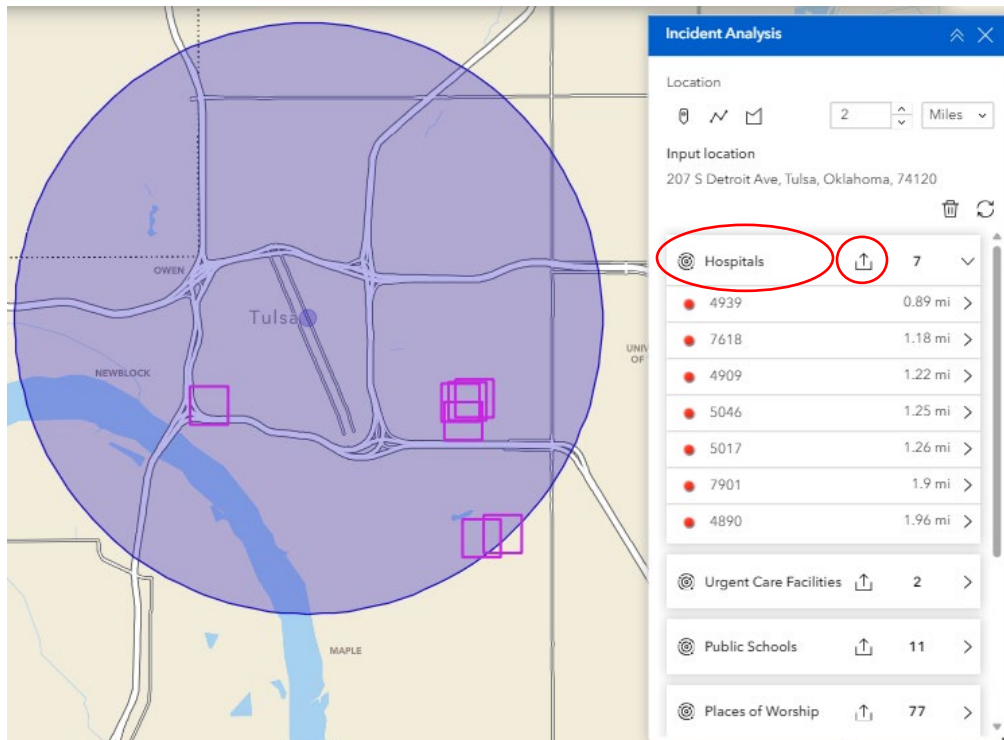 Incident Analysis
Location
2
Miles
Input location
207 S Detroit Ave, Tulsa, Oklahoma, 74120
Hospitals 7
4939 0.89 mi
7618 1.18 mi
4909 1.22 mi
5046 1.25 mi
5017 1.26 mi
7901 1.9 mi
4890 1.96 mi
Urgent Care Facilities 2
Public Schools 11
Places of Worship 77
OWEN
Tulsa
NEWBLOCK
UNIV
OF
MAPLE